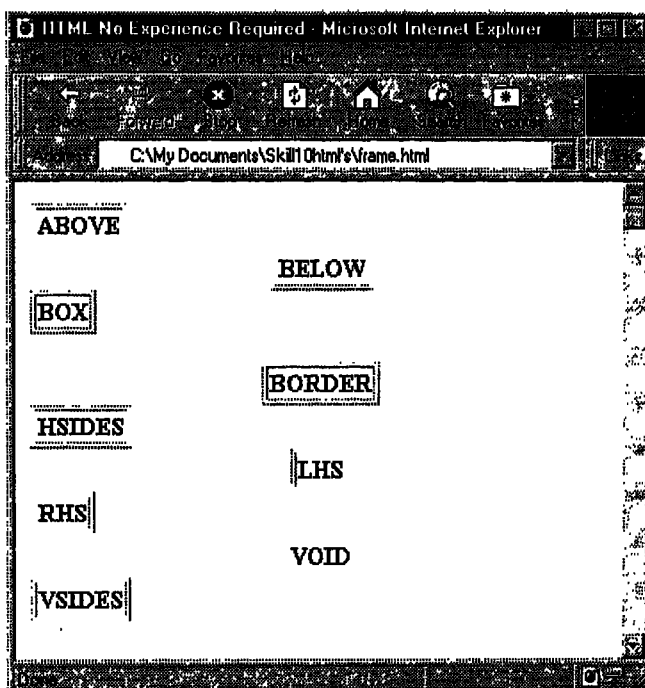 HTML No Experience Required - Microsoft Internet Explorer
C:\My Documents\Skill10html's\frame.html
ABOVE
BELOW
BOX
BORDER
HSIDES
LHS
RHS
VOID
VSIDES